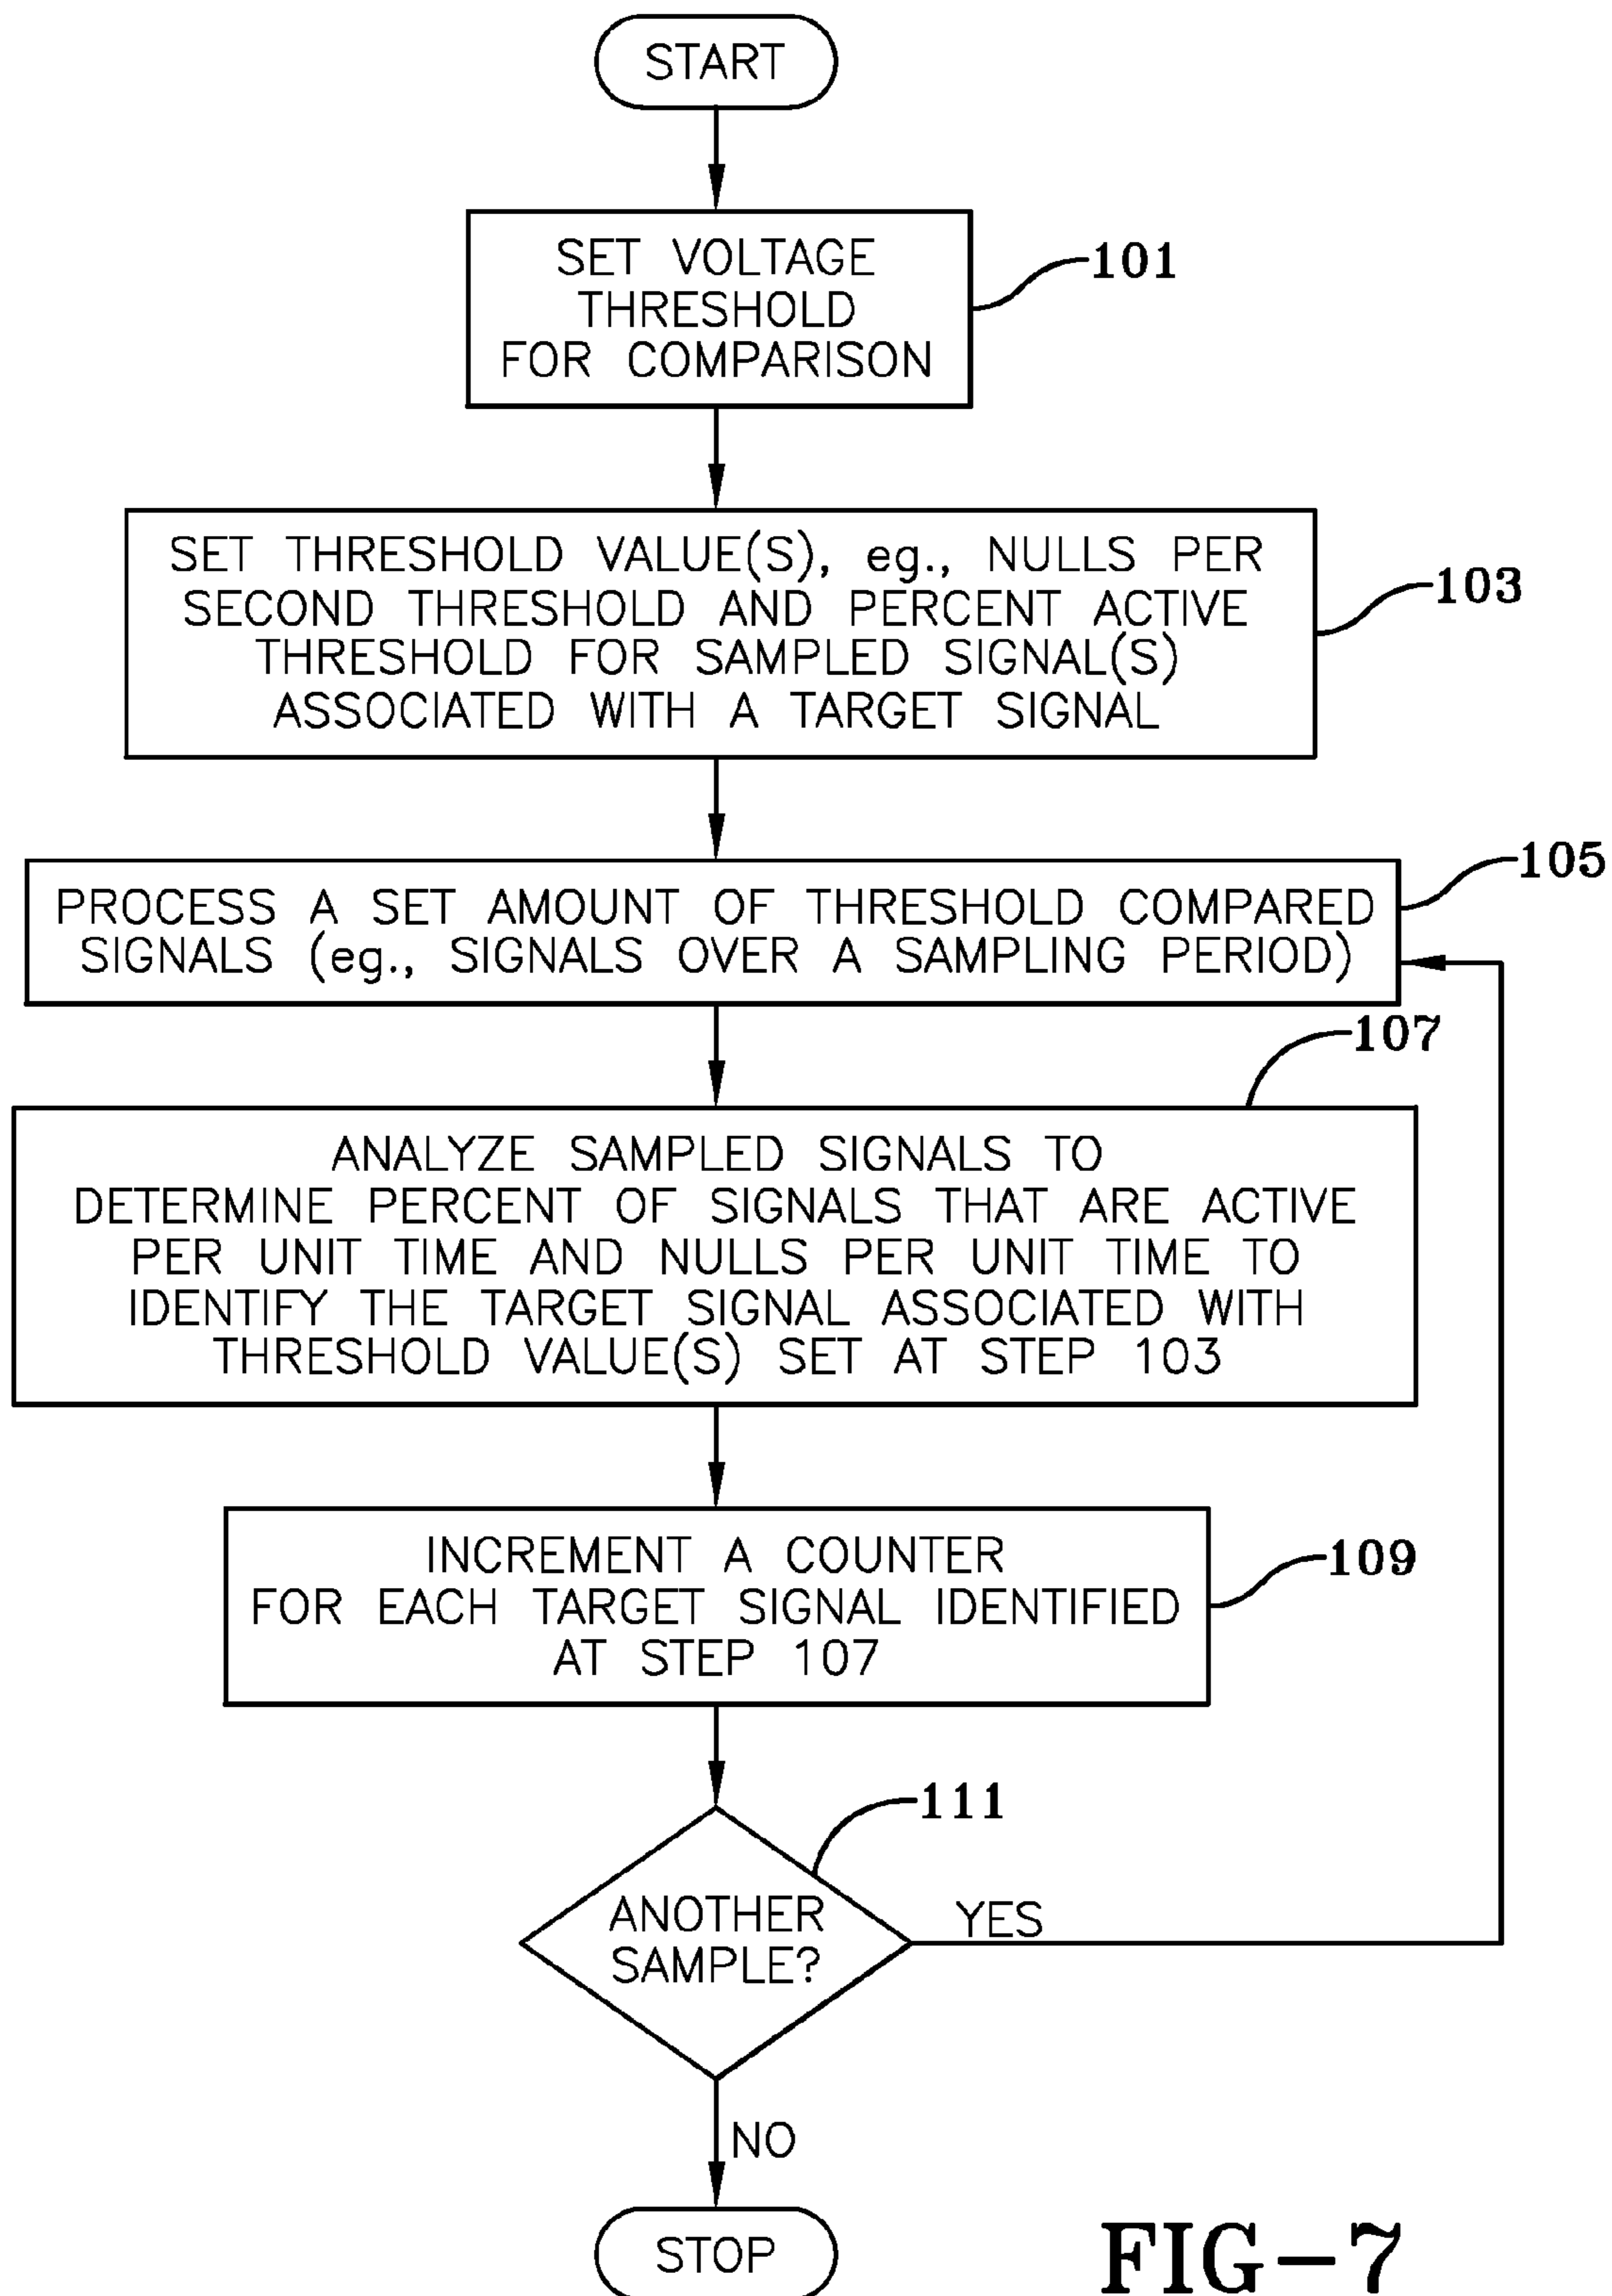 START
SET VOLTAGE
THRESHOLD
FOR COMPARISON
101
SET THRESHOLD VALUE(S), eg., NULLS PER
SECOND THRESHOLD AND PERCENT ACTIVE
THRESHOLD FOR SAMPLED SIGNAL(S)
ASSOCIATED WITH A TARGET SIGNAL
103
PROCESS A SET AMOUNT OF THRESHOLD COMPARED
SIGNALS (eg., SIGNALS OVER A SAMPLING PERIOD)
105
107
ANALYZE SAMPLED SIGNALS TO
DETERMINE PERCENT OF SIGNALS THAT ARE ACTIVE
PER UNIT TIME AND NULLS PER UNIT TIME TO
IDENTIFY THE TARGET SIGNAL ASSOCIATED WITH
THRESHOLD VALUE(S) SET AT STEP 103
INCREMENT A COUNTER
FOR EACH TARGET SIGNAL IDENTIFIED
AT STEP 107
109
111
ANOTHER
SAMPLE?
YES
NO
STOP
FIG-7